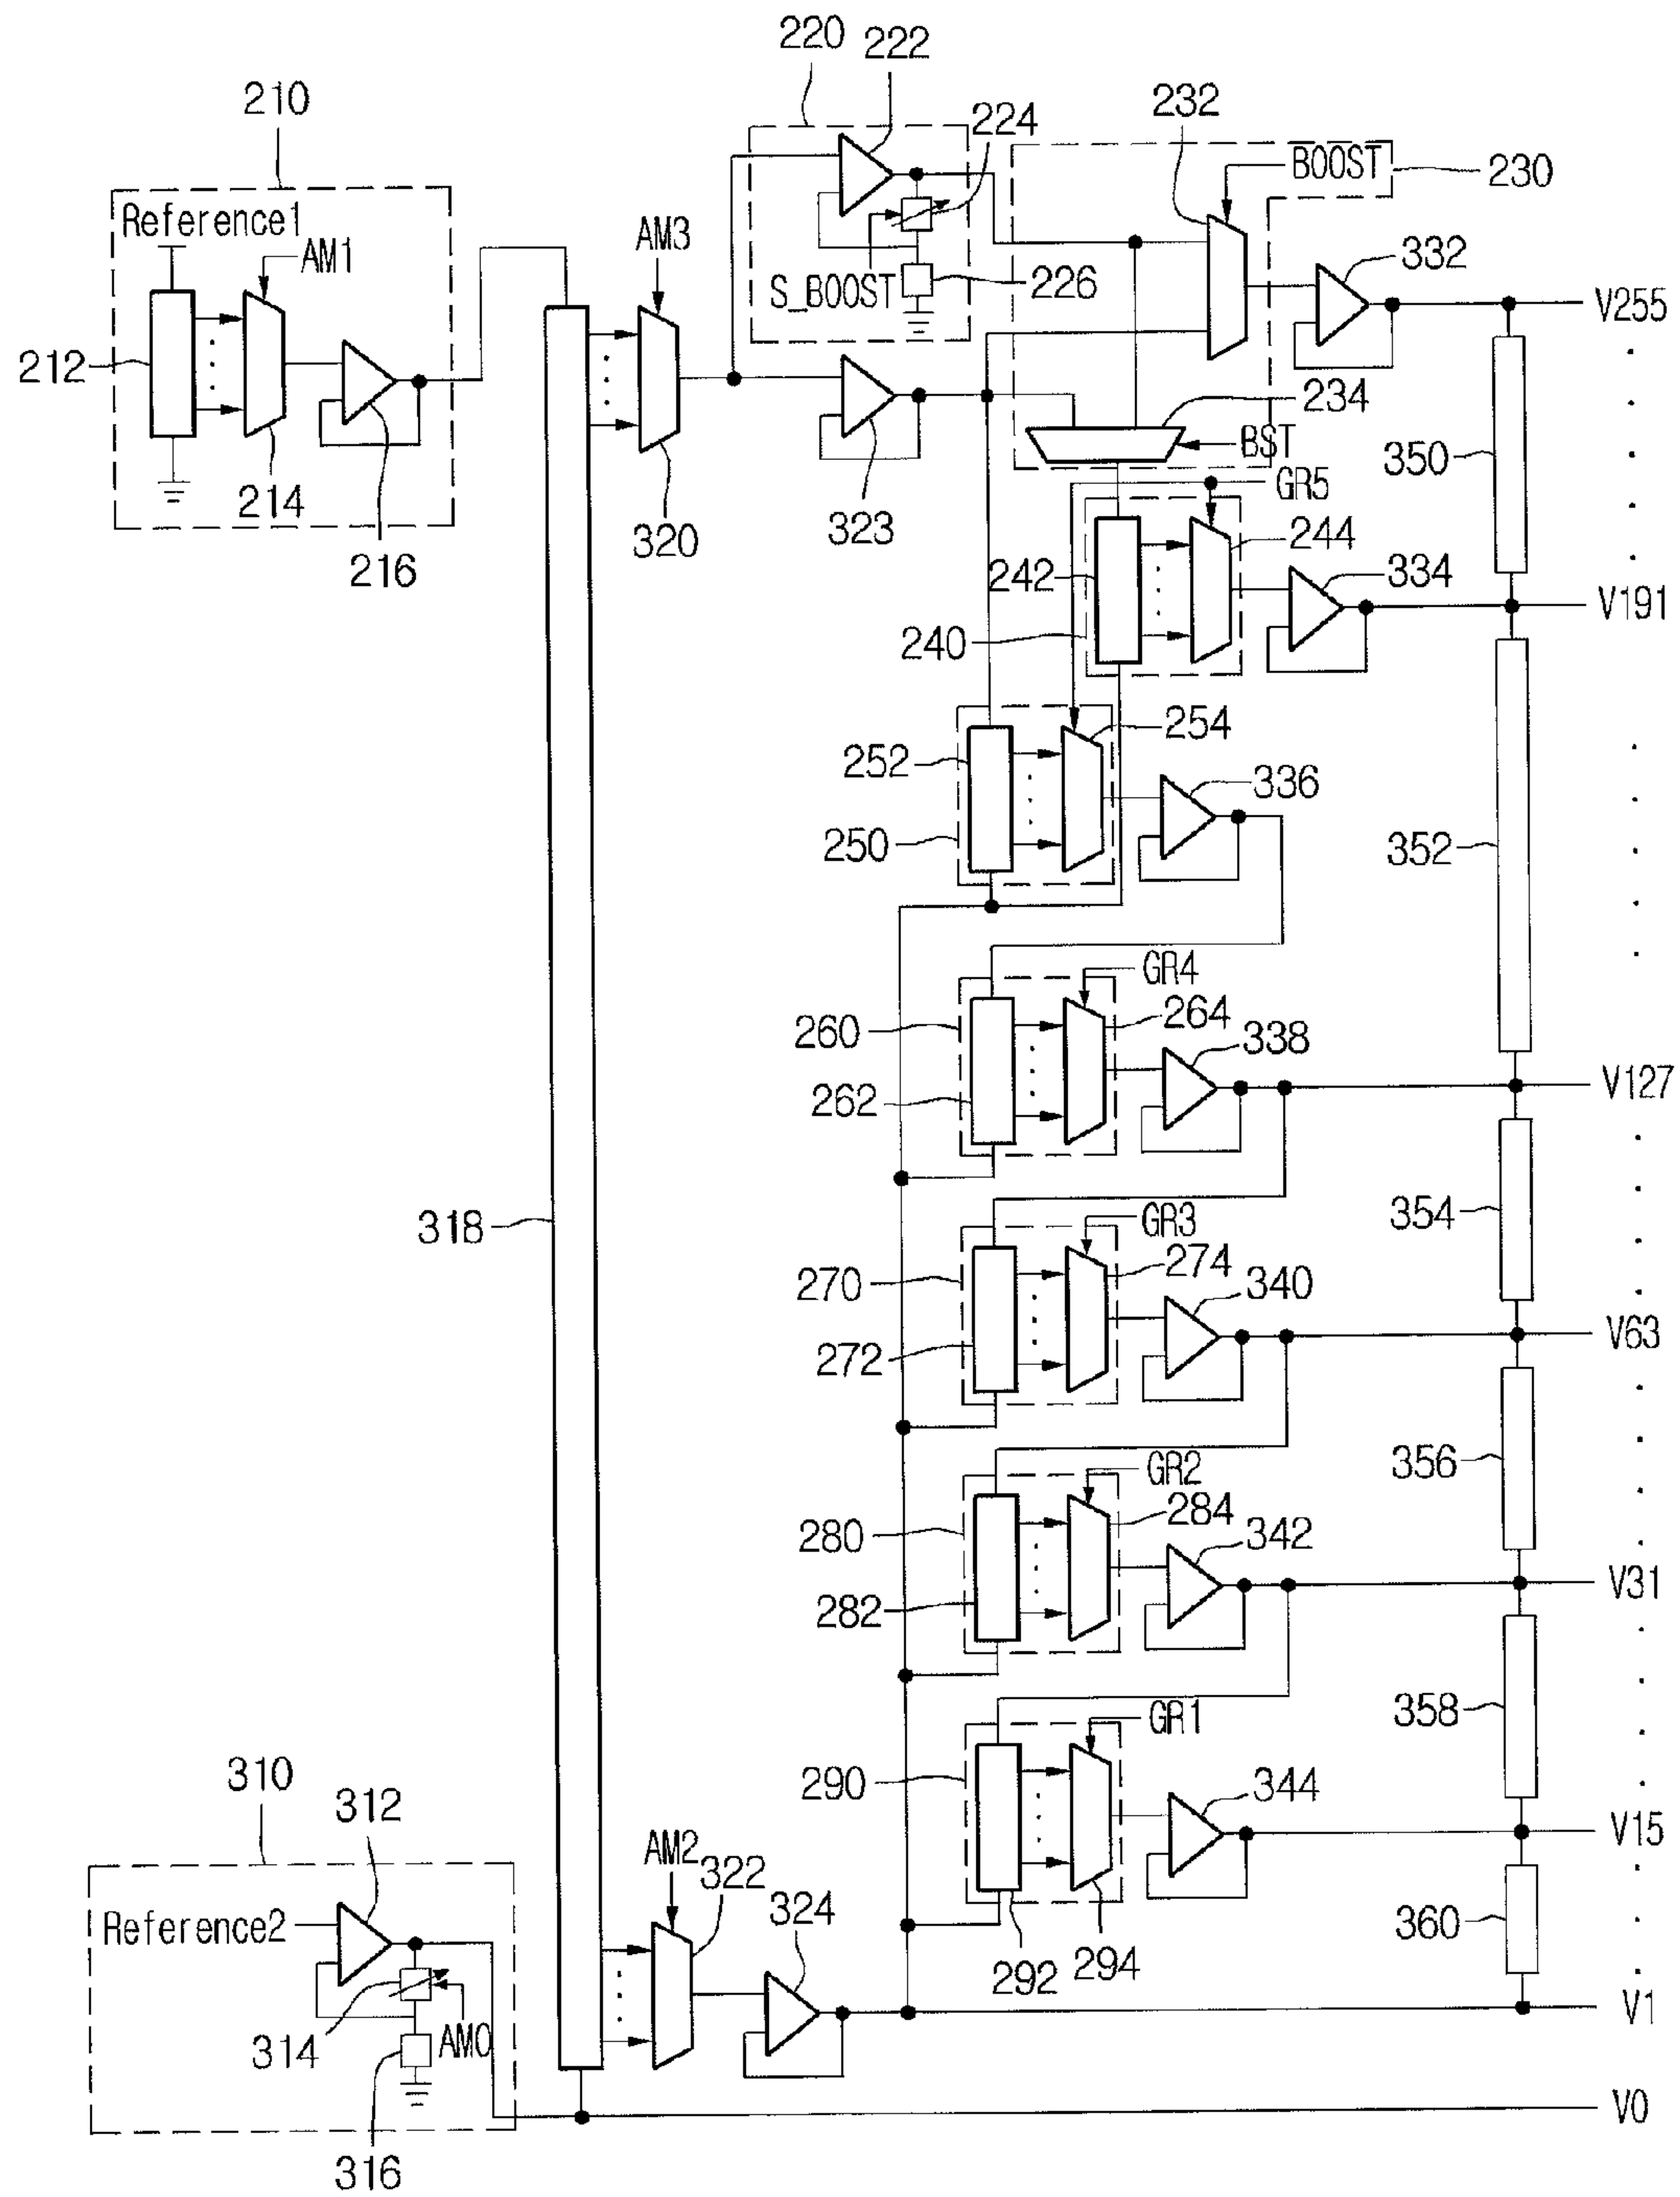 220 222
210
232
224
BOOST
230
Reference1
AM1
AM3
332
S_BOOST
226
V255
212
234
BST
350
214
GR5
320
323
244
216
242
334
V191
240
254
252
336
250
352
GR4
260
264
338
262
V127
318
GR3
354
270
274
340
V63
272
GR2
356
280
284
342
V31
282
GR1
358
310
290
312
344
V15
AM2
322
324
Reference2
360
292
294
V1
314
AM0
V0
316